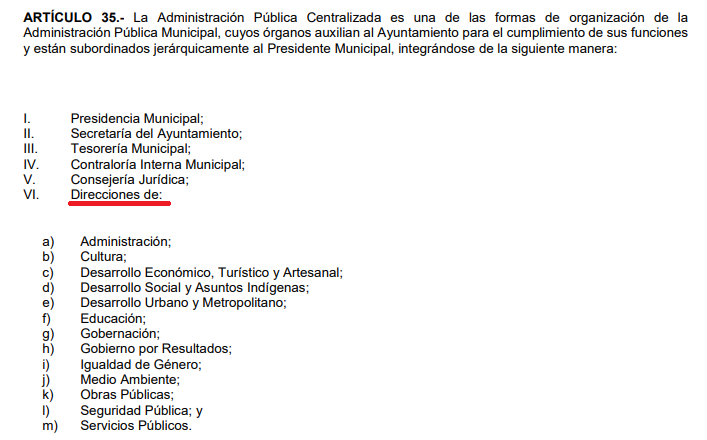 ARTÍCULO 35.- La Administración Pública Centralizada es una de las formas de organización de la
Administración Pública Municipal, cuyos órganos auxilian al Ayuntamiento para el cumplimiento de sus funciones
y están subordinados jerárquicamente al Presidente Municipal, integrándose de la siguiente manera:
I. Presidencia Municipal;
II. Secretaría del Ayuntamiento;
III. Tesorería Municipal;
IV. Contraloría Interna Municipal;
V. Consejería Jurídica;
VI. Direcciones de:
a) Administración;
b) Cultura;
c) Desarrollo Económico, Turístico y Artesanal;
d) Desarrollo Social y Asuntos Indígenas;
e) Desarrollo Urbano y Metropolitano;
f) Educación;
g) Gobernación;
h) Gobierno por Resultados;
i) Igualdad de Género;
j) Medio Ambiente;
k) Obras Públicas;
l) Seguridad Pública; y
m) Servicios Públicos.